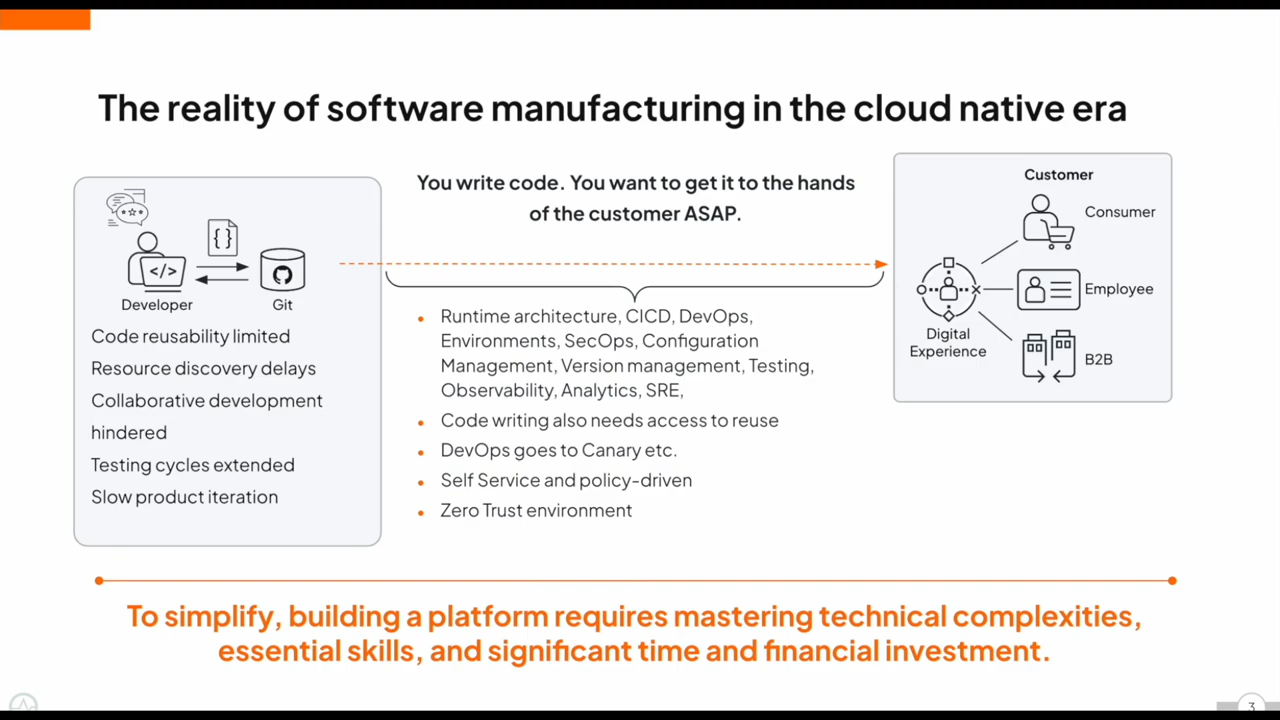 The reality of software manufacturing in the cloud native era
{ }
</>
Developer
Git
Code reusability limited
Resource discovery delays
Collaborative development
hindered
Testing cycles extended
Slow product iteration
You write code. You want to get it to the hands
of the customer ASAP.
Runtime architecture, CICD, DevOps,
Environments, SecOps, Configuration
Management, Version management, Testing,
Observability, Analytics, SRE,
Code writing also needs access to reuse
DevOps goes to Canary etc.
Self Service and policy-driven
Zero Trust environment
Customer
Consumer
Employee
Digital
Experience
B2B
To simplify, building a platform requires mastering technical complexities,
essential skills, and significant time and financial investment.
3